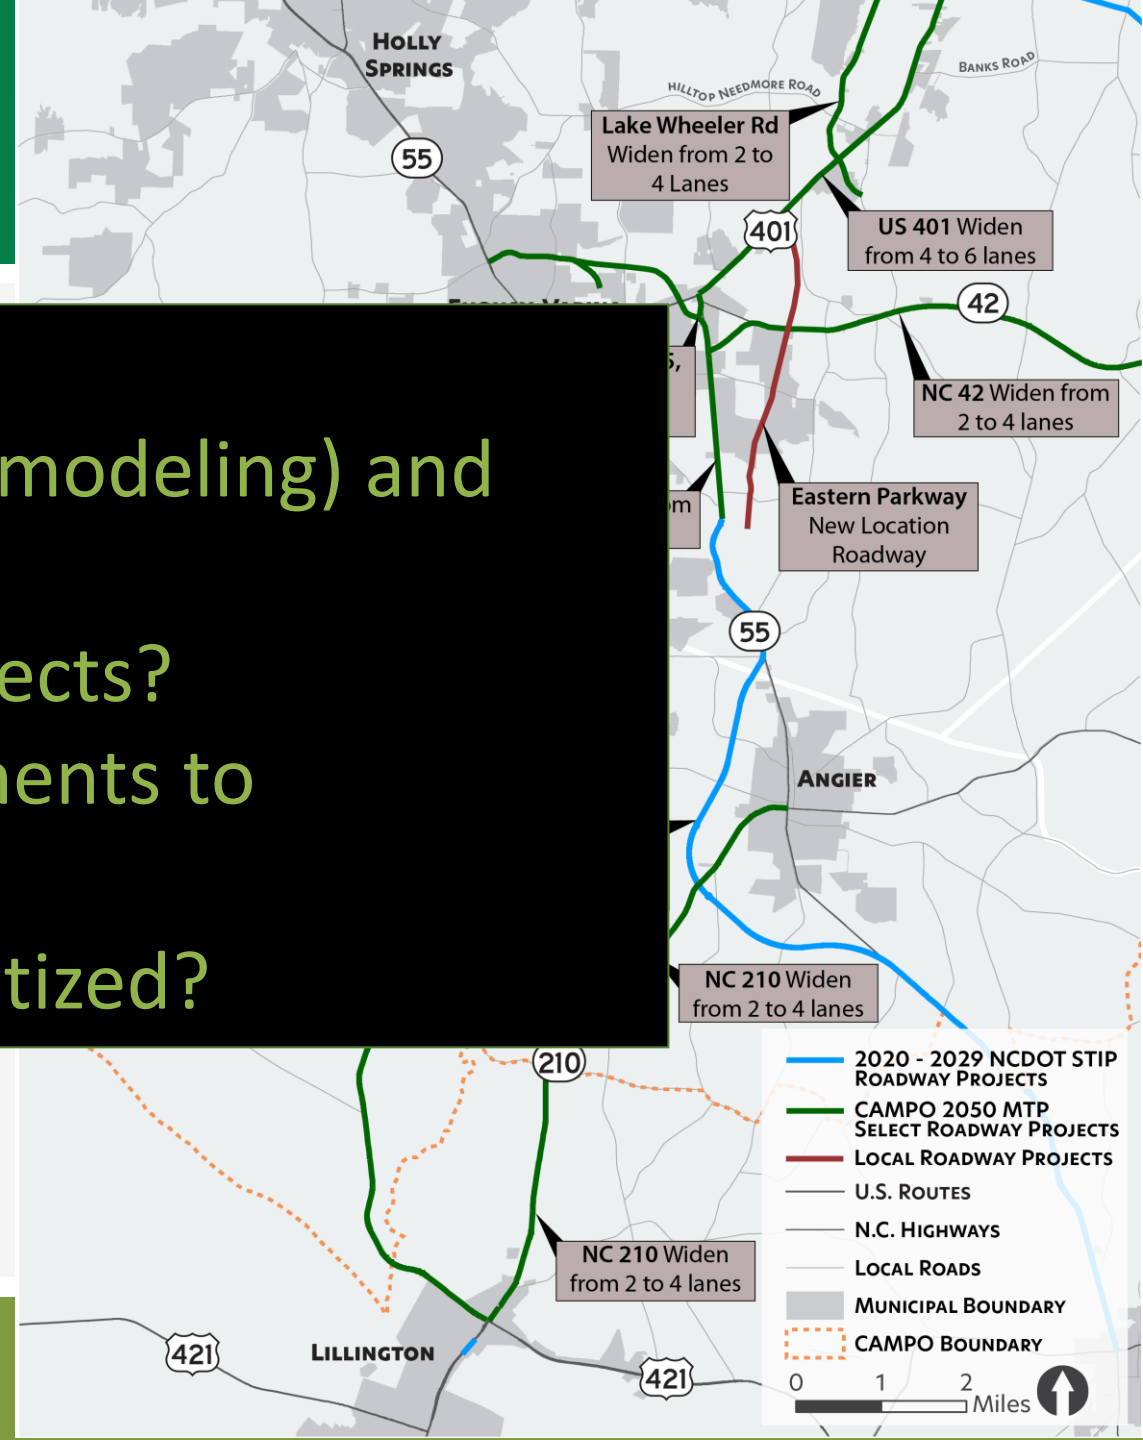 HOLLY
SPRINGS
HILLTOP NEEDMORE ROAD
BANKS ROAD
Lake Wheeler Rd
Widen from 2 to
4 Lanes
55
401
US 401 Widen
from 4 to 6 lanes
42
NC 42 Widen from
2 to 4 lanes
modeling) and
Eastern Parkway
New Location
Roadway
55
ects?
ents to
ANGIER
tized?
NC 210 Widen
from 2 to 4 lanes
210
NC 210 Widen
from 2 to 4 lanes
LILLINGTON
421
421
2020 - 2029 NCDOT STIP
ROADWAY PROJECTS
CAMPO 2050 MTP
SELECT ROADWAY PROJECTS
LOCAL ROADWAY PROJECTS
U.S. ROUTES
N.C. HIGHWAYS
LOCAL ROADS
MUNICIPAL BOUNDARY
CAMPO BOUNDARY
0 1 2
Miles